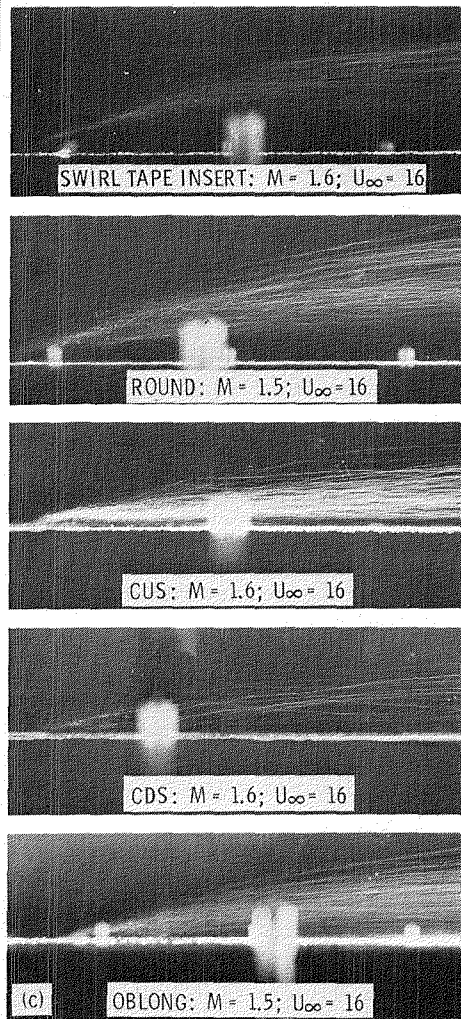 SWIRL TAPE INSERT: M = 1.6; U∞ = 16
ROUND: M = 1.5; U∞ = 16
CUS: M = 1.6; U∞ = 16
CDS: M = 1.6; U∞ = 16
(c) OBLONG: M = 1.5; U∞ = 16